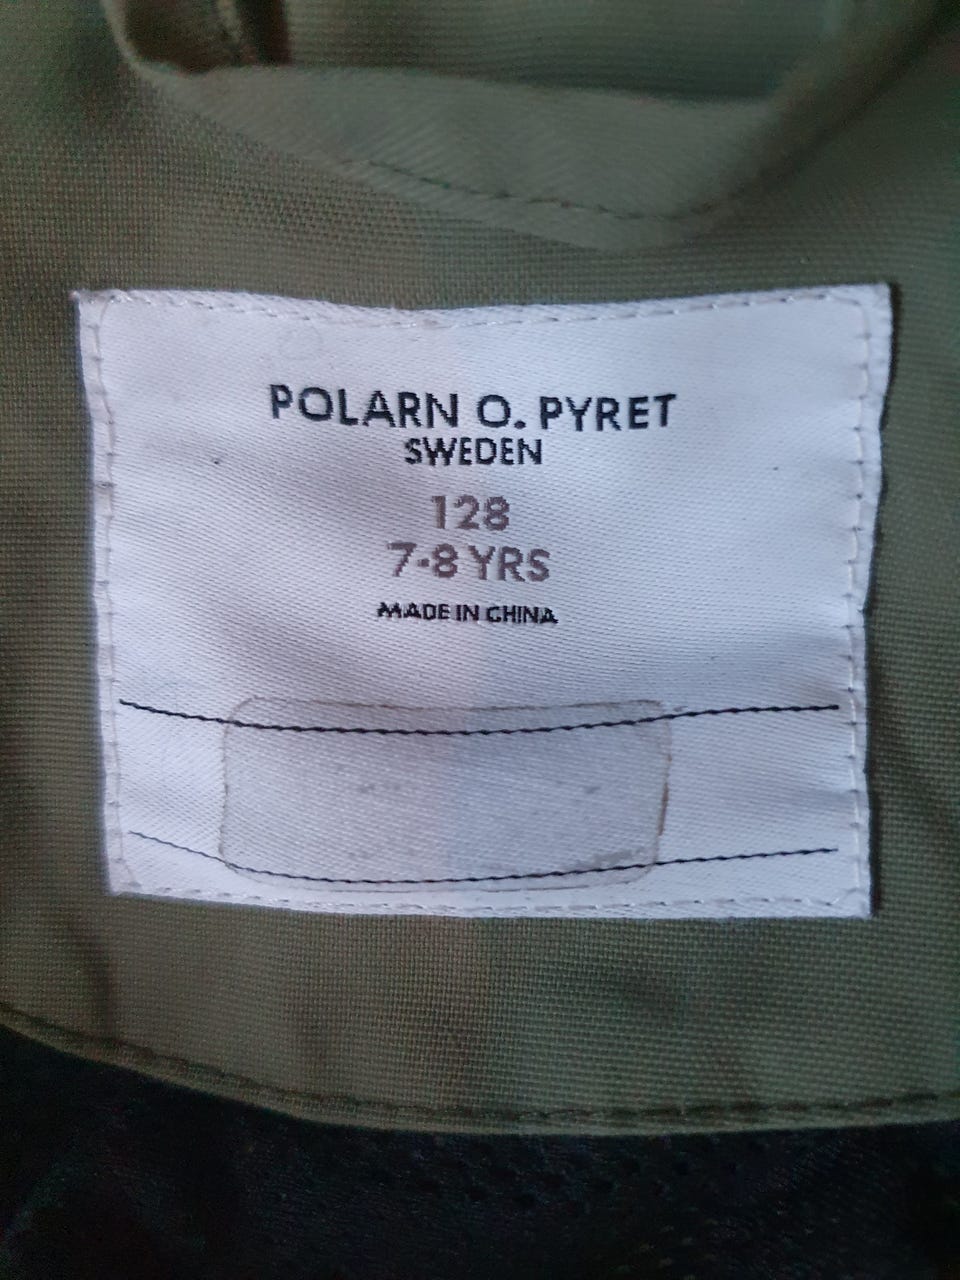 POLARN O. PYRET
SWEDEN
128
7-8 YRS
MADE IN CHINA